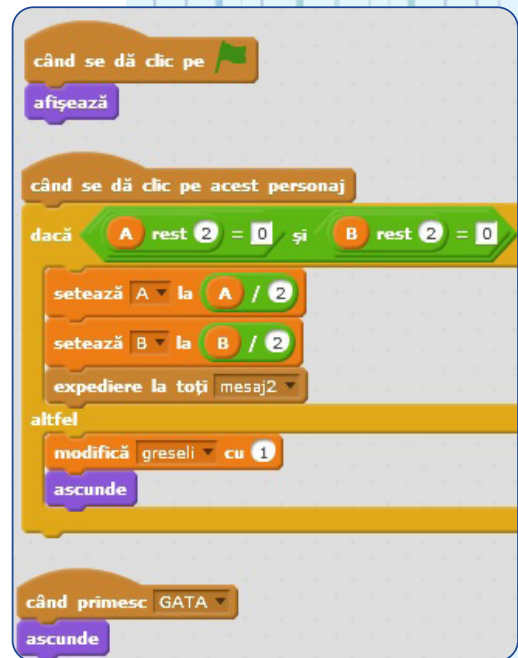 când se dă clic pe
afișează
când se dă clic pe acest personaj
dacă A rest 2 = 0 și B rest 2 = 0
setează A la A / 2
setează B la B / 2
expediere la toți mesaj2
altfel
modifică greseli cu 1
ascunde
când primesc GATA
ascunde